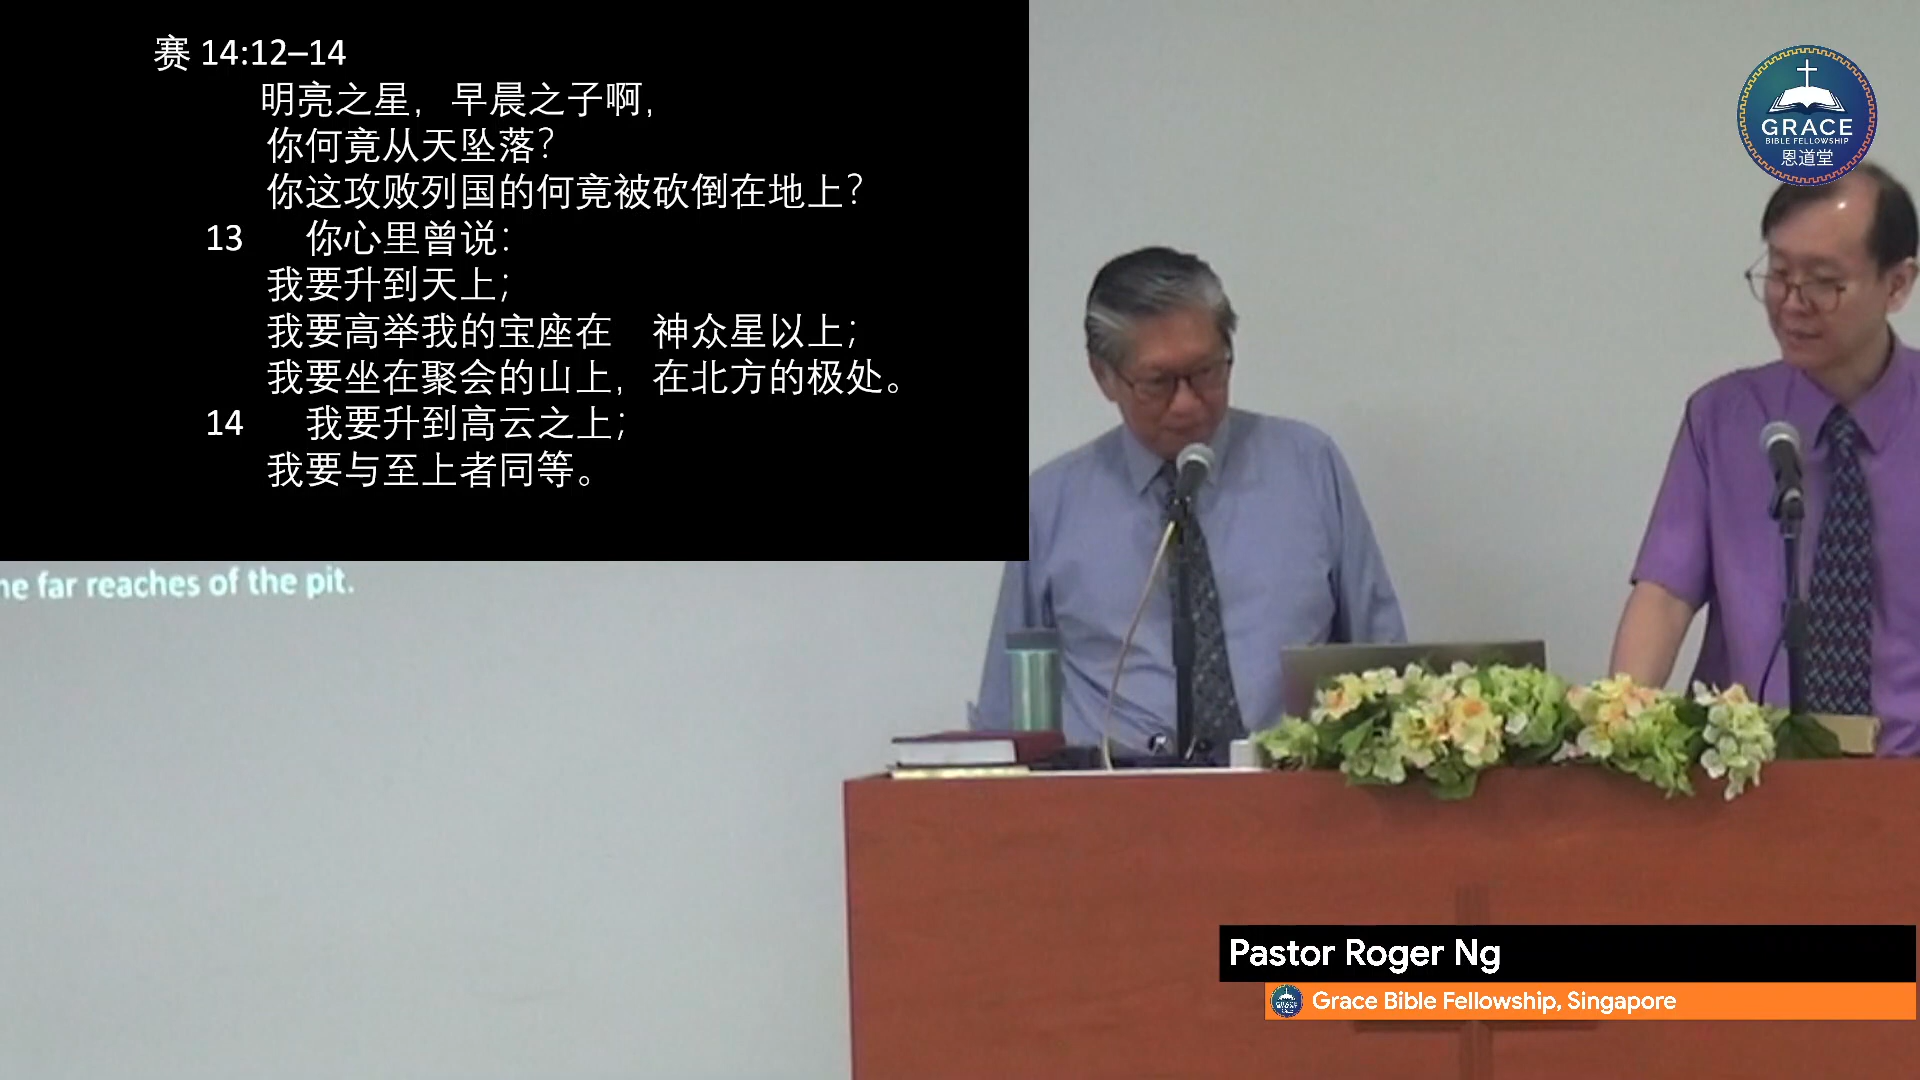 赛 14:12–14
明亮之星，早晨之子啊，
你何竟从天坠落？
你这攻败列国的何竟被砍倒在地上？
13 你心里曾说：
我要升到天上；
我要高举我的宝座在 神众星以上；
我要坐在聚会的山上，在北方的极处。
14 我要升到高云之上；
我要与至上者同等。
he far reaches of the pit.
GRACE
BIBLE FELLOWSHIP
恩道堂
Pastor Roger Ng
Grace Bible Fellowship, Singapore